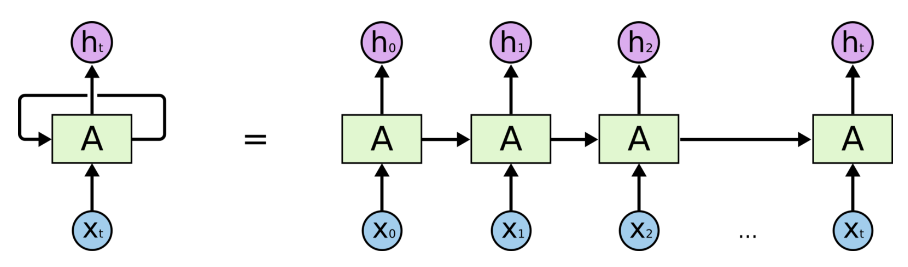 hₜ h₀ h₁ h₂ hₜ
A = A A A A
xₜ x₀ x₁ x₂ ... xₜ